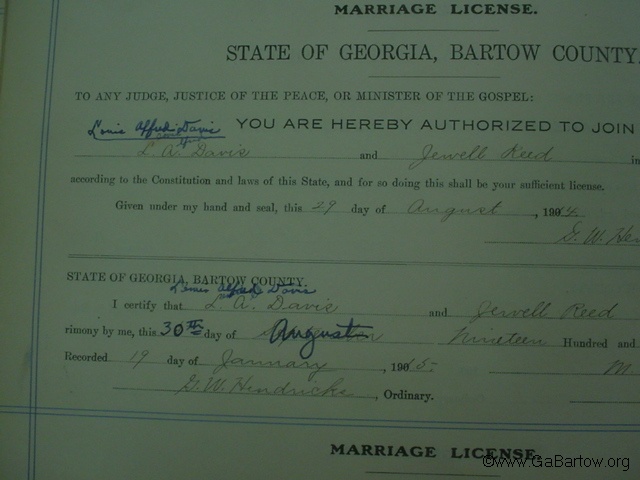 MARRIAGE LICENSE.
STATE OF GEORGIA, BARTOW COUNTY.
TO ANY JUDGE, JUSTICE OF THE PEACE, OR MINISTER OF THE GOSPEL:
Louis Alfred Davis YOU ARE HEREBY AUTHORIZED TO JOIN
L. A. Davis and Jewell Reed in
according to the Constitution and laws of this State, and for so doing this shall be your sufficient license.
Given under my hand and seal, this 29 day of August, 1914.
G. W. Hen
STATE OF GEORGIA, BARTOW COUNTY.
Louis Alfred Davis
I certify that L. A. Davis and Jewell Reed
rimony by me, this 30th day of August Nineteen Hundred and
Recorded 19 day of January, 1915. M.
G. W. Hendricks, Ordinary.
MARRIAGE LICENSE.
©www.GaBartow.org